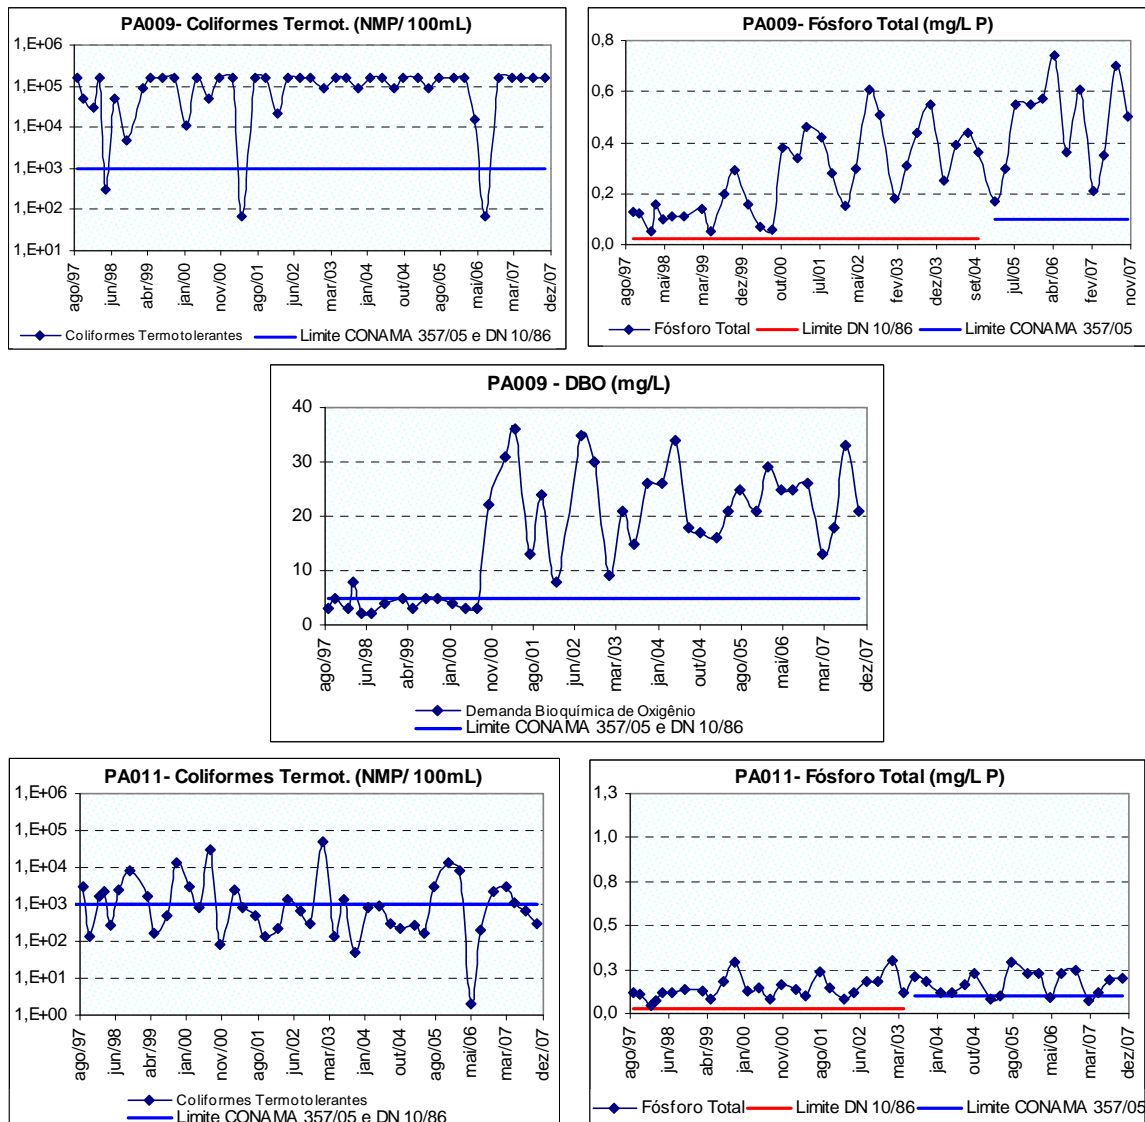 PA009- Coliformes Termot. (NMP/ 100mL)
1,E+06
1,E+05
1,E+04
1,E+03
1,E+02
1,E+01
ago/97 jun/98 abr/99 jan/00 nov/00 ago/01 jun/02 mar/03 jan/04 out/04 ago/05 mai/06 mar/07 dez/07
Coliformes Termotolerantes Limite CONAMA 357/05 e DN 10/86
PA009- Fósforo Total (mg/L P)
0,8
0,6
0,4
0,2
0,0
ago/97 mai/98 mar/99 dez/99 out/00 jul/01 mai/02 fev/03 dez/03 set/04 jul/05 abr/06 fev/07 nov/07
Fósforo Total Limite DN 10/86 Limite CONAMA 357/05
PA009 - DBO (mg/L)
40
30
20
10
0
ago/97 jun/98 abr/99 jan/00 nov/00 ago/01 jun/02 mar/03 jan/04 out/04 ago/05 mai/06 mar/07 dez/07
Demanda Bioquímica de Oxigênio
Limite CONAMA 357/05 e DN 10/86
PA011- Coliformes Termot. (NMP/ 100mL)
1,E+06
1,E+05
1,E+04
1,E+03
1,E+02
1,E+01
1,E+00
ago/97 jun/98 abr/99 jan/00 nov/00 ago/01 jun/02 mar/03 jan/04 out/04 ago/05 mai/06 mar/07 dez/07
Coliformes Termotolerantes
Limite CONAMA 357/05 e DN 10/86
PA011- Fósforo Total (mg/L P)
1,3
1,0
0,8
0,5
0,3
0,0
ago/97 jun/98 abr/99 jan/00 nov/00 ago/01 jun/02 mar/03 jan/04 out/04 ago/05 mai/06 mar/07 dez/07
Fósforo Total Limite DN 10/86 Limite CONAMA 357/05